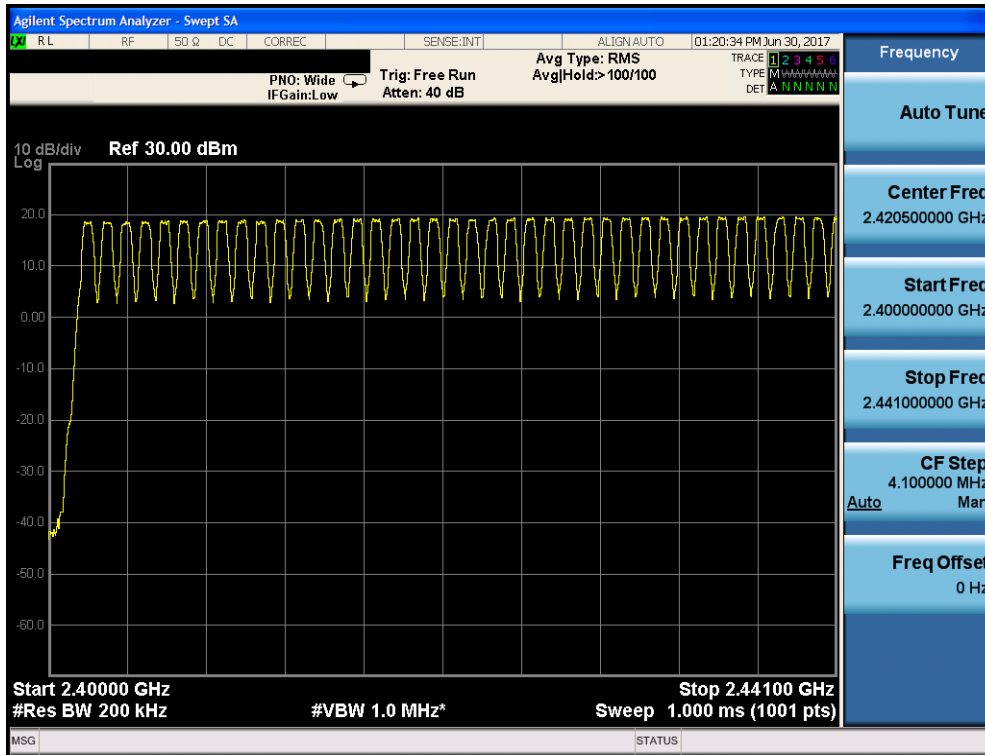 Agilent Spectrum Analyzer - Swept SA
LXI RL RF 50 Ω DC CORREC SENSE:INT ALIGN AUTO 01:20:34 PM Jun 30, 2017
Frequency
Avg Type: RMS TRACE 1 2 3 4 5 6
PNO: Wide Trig: Free Run Avg|Hold:>100/100 TYPE M
IFGain:Low Atten: 40 dB DET A N N N N N
Auto Tune
10 dB/div Ref 30.00 dBm
Log
20.0
10.0
0.00
-10.0
-20.0
-30.0
-40.0
-50.0
-60.0
Center Freq
2.420500000 GHz
Start Freq
2.400000000 GHz
Stop Freq
2.441000000 GHz
CF Step
4.100000 MHz
Auto Man
Freq Offset
0 Hz
Start 2.40000 GHz Stop 2.44100 GHz
#Res BW 200 kHz #VBW 1.0 MHz* Sweep 1.000 ms (1001 pts)
MSG STATUS